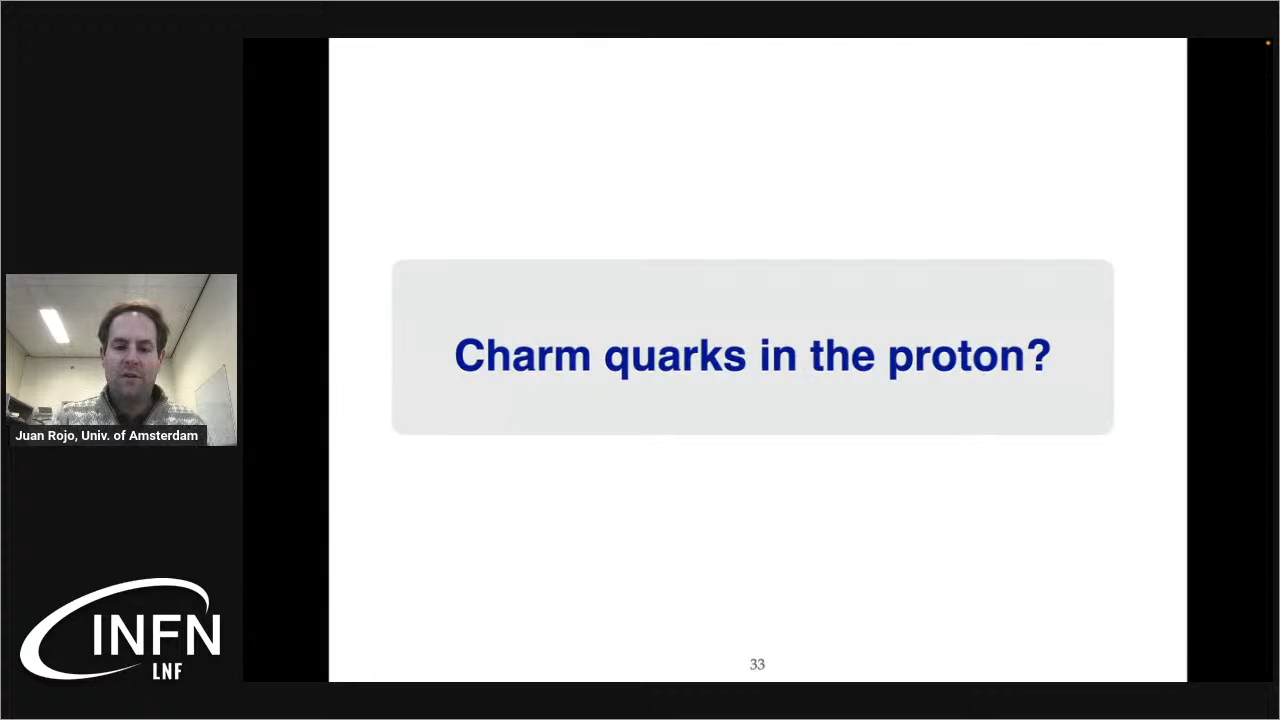 Charm quarks in the proton?
Juan Rojo, Univ. of Amsterdam
INFN
LNF
33